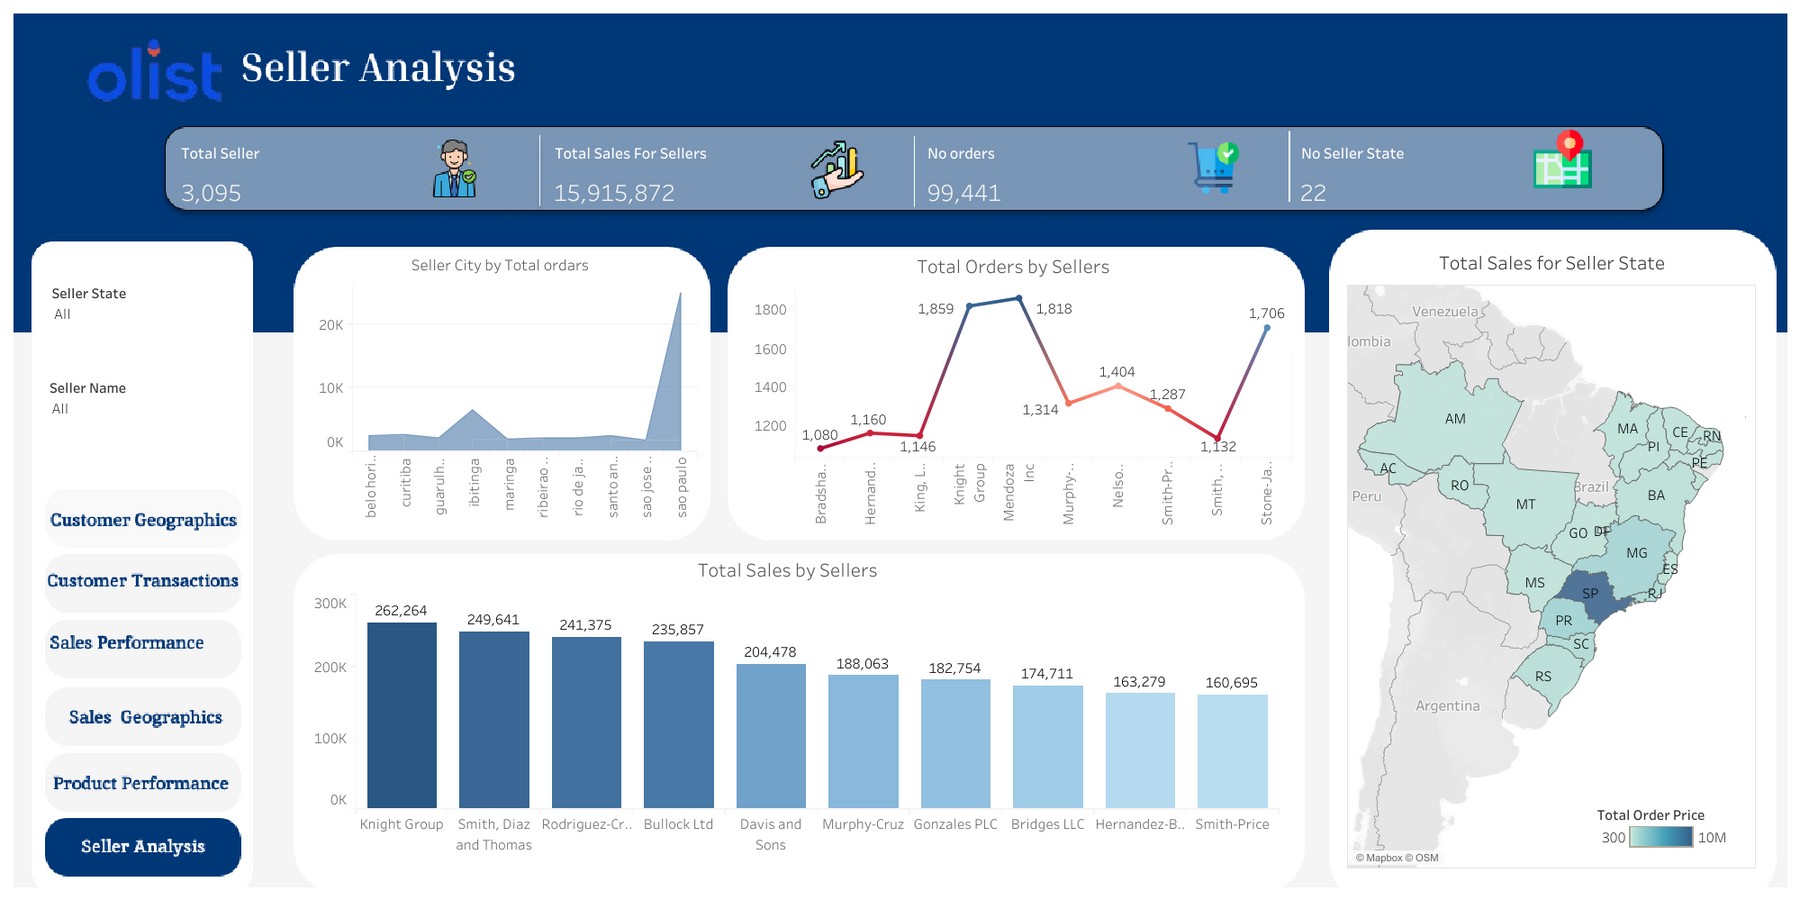 olist Seller Analysis
Total Seller
3,095
Total Sales For Sellers
15,915,872
No orders
99,441
No Seller State
22
Seller State
All
Seller Name
All
Customer Geographics
Customer Transactions
Sales Performance
Sales Geographics
Product Performance
Seller Analysis
Seller City by Total ordars
20K
10K
0K
belo hori..
curitiba
guarulh..
ibitinga
maringa
ribeirao ..
rio de ja..
santo an..
sao jose ..
sao paulo
Total Orders by Sellers
1800
1600
1400
1200
1,080
1,160
1,146
1,859
1,818
1,314
1,404
1,287
1,132
1,706
Bradsha..
Hernand..
King, L..
Knight
Group
Mendoza
Inc
Murphy-..
Nelso..
Smith-Pr..
Smith, ..
Stone-Ja..
Total Sales by Sellers
300K
200K
100K
0K
262,264
249,641
241,375
235,857
204,478
188,063
182,754
174,711
163,279
160,695
Knight Group
Smith, Diaz
and Thomas
Rodriguez-Cr..
Bullock Ltd
Davis and
Sons
Murphy-Cruz
Gonzales PLC
Bridges LLC
Hernandez-B..
Smith-Price
Total Sales for Seller State
Venezuela
lombia
AM
MA
CE
RN
PI
PE
AC
RO
Peru
Brazil
BA
MT
GO
DF
MG
ES
MS
SP
RJ
PR
SC
RS
Argentina
Total Order Price
300
10M
© Mapbox © OSM